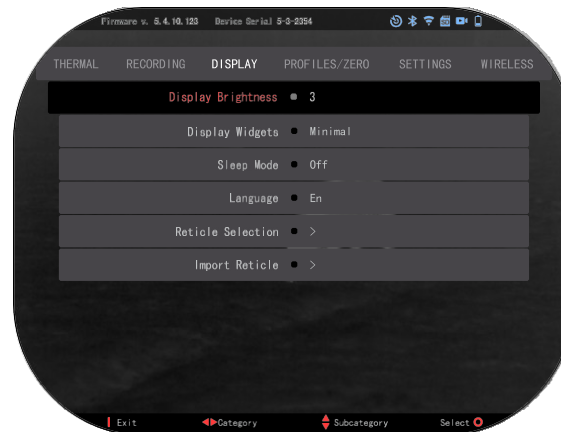 Firmware v. 5.4.10.123 Device Serial 5-3-2354
THERMAL RECORDING DISPLAY PROFILES/ZERO SETTINGS WIRELESS
Display Brightness 3
Display Widgets Minimal
Sleep Mode Off
Language En
Reticle Selection >
Import Reticle >
Exit Category Subcategory Select